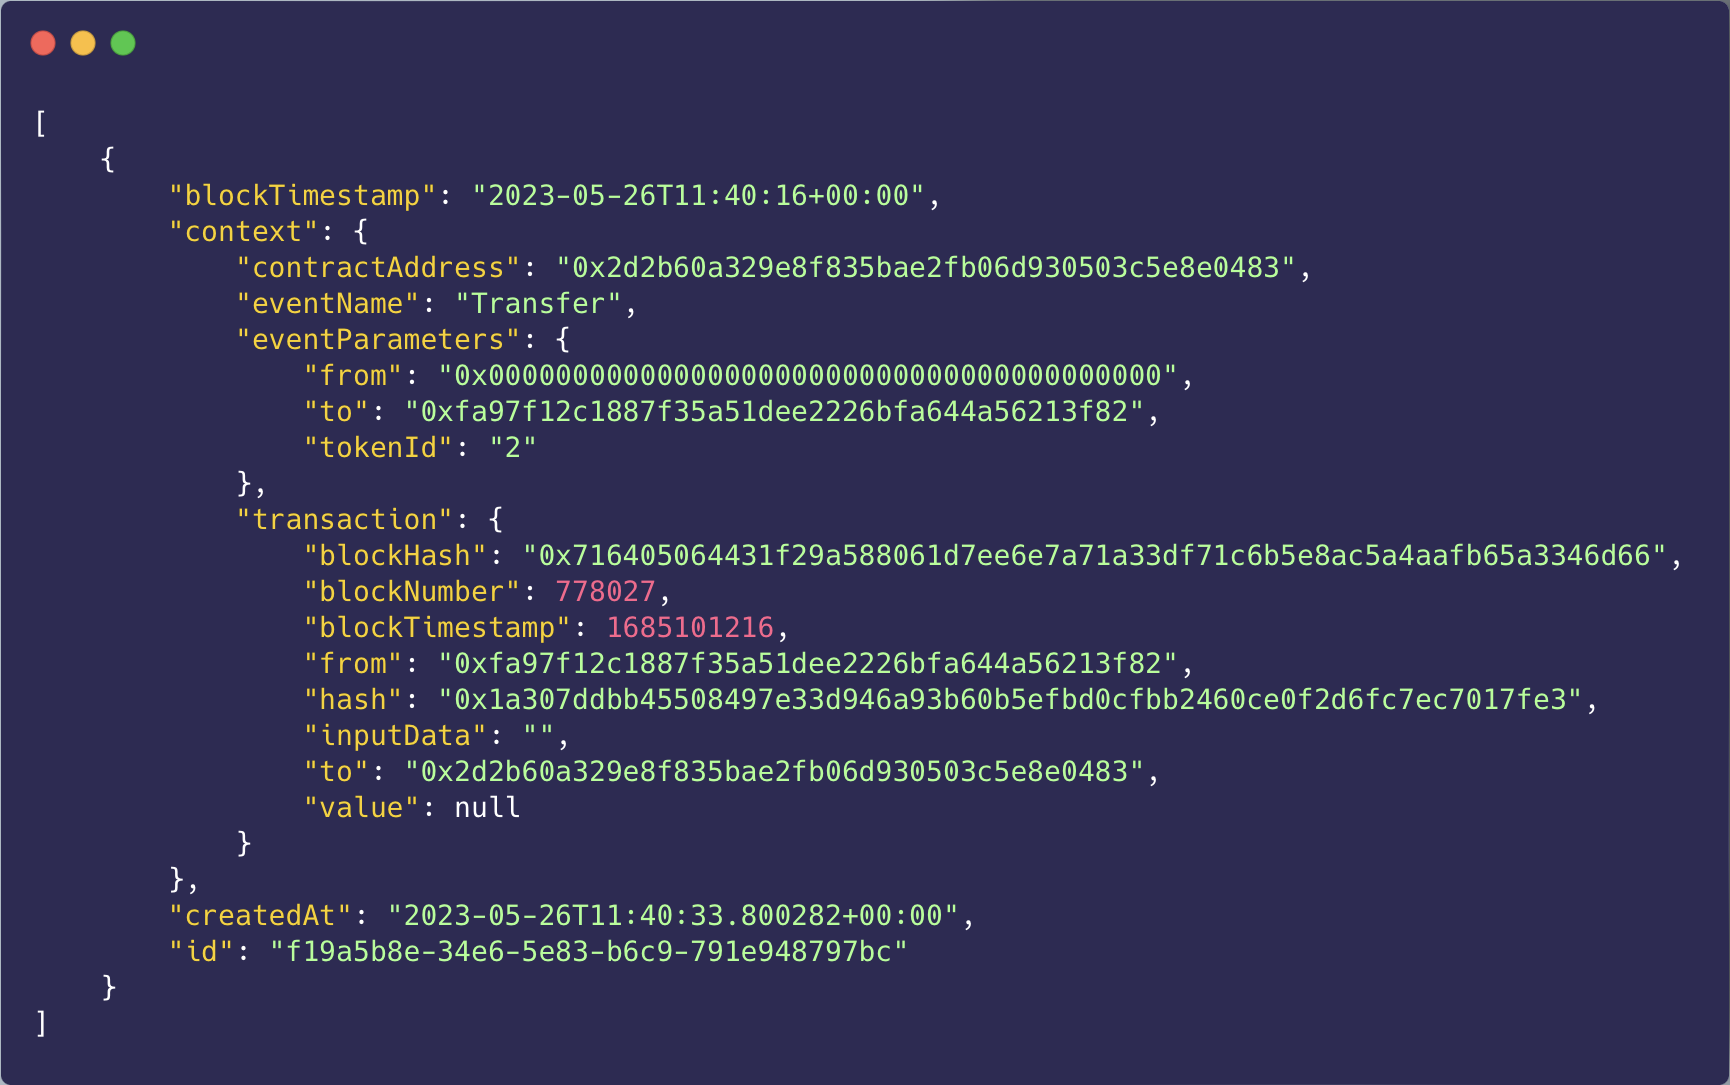 [
    {
        "blockTimestamp": "2023-05-26T11:40:16+00:00",
        "context": {
            "contractAddress": "0x2d2b60a329e8f835bae2fb06d930503c5e8e0483",
            "eventName": "Transfer",
            "eventParameters": {
                "from": "0x0000000000000000000000000000000000000000",
                "to": "0xfa97f12c1887f35a51dee2226bfa644a56213f82",
                "tokenId": "2"
            },
            "transaction": {
                "blockHash": "0x716405064431f29a588061d7ee6e7a71a33df71c6b5e8ac5a4aafb65a3346d66",
                "blockNumber": 778027,
                "blockTimestamp": 1685101216,
                "from": "0xfa97f12c1887f35a51dee2226bfa644a56213f82",
                "hash": "0x1a307ddbb45508497e33d946a93b60b5efbd0cfbb2460ce0f2d6fc7ec7017fe3",
                "inputData": "",
                "to": "0x2d2b60a329e8f835bae2fb06d930503c5e8e0483",
                "value": null
            }
        },
        "createdAt": "2023-05-26T11:40:33.800282+00:00",
        "id": "f19a5b8e-34e6-5e83-b6c9-791e948797bc"
    }
]